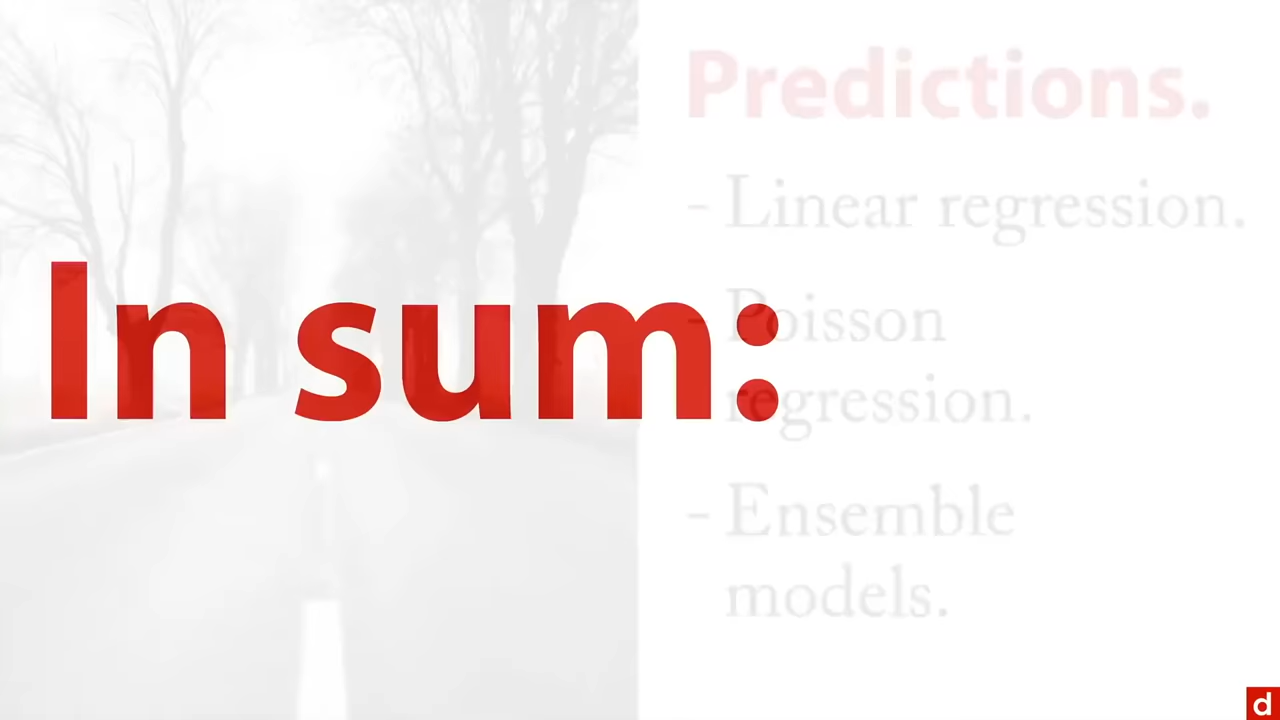 In sum:
Predictions.
- Linear regression.
- Poisson
regression.
- Ensemble
models.
d